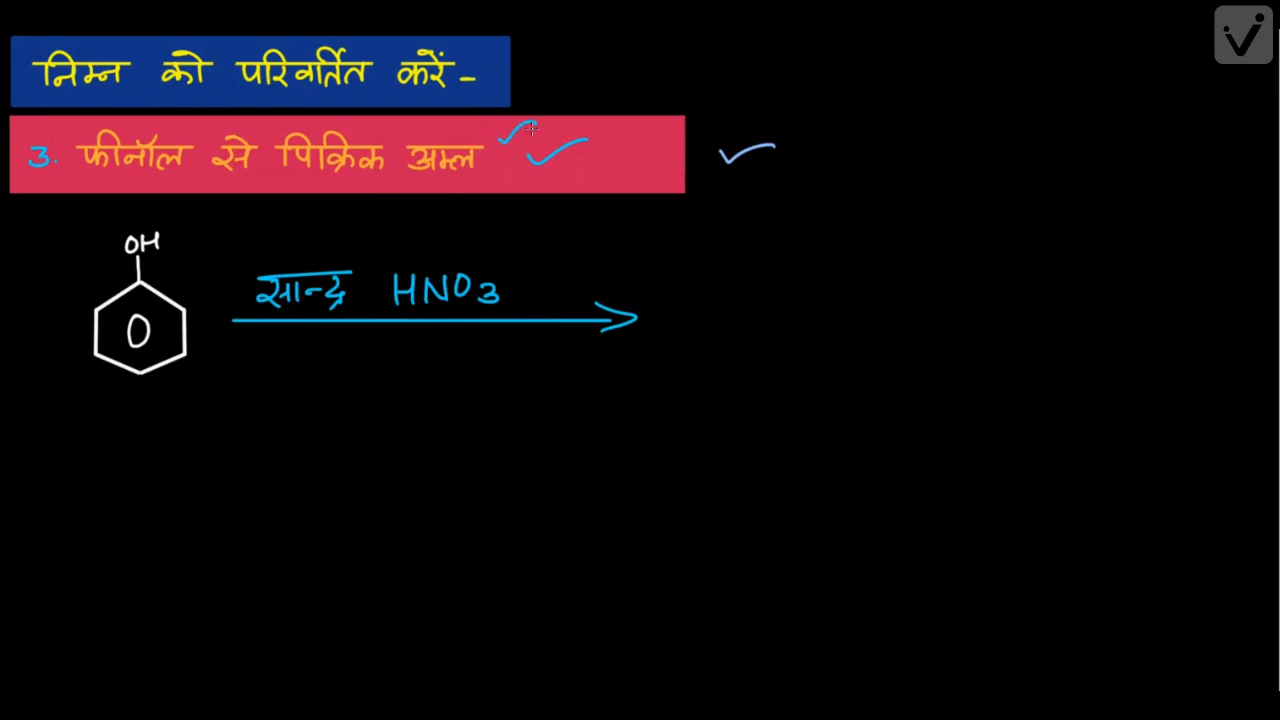 निम्न को परिवर्तित करें-
3. फीनॉल से पिक्रिक अम्ल
OH
सान्द्र HNO3